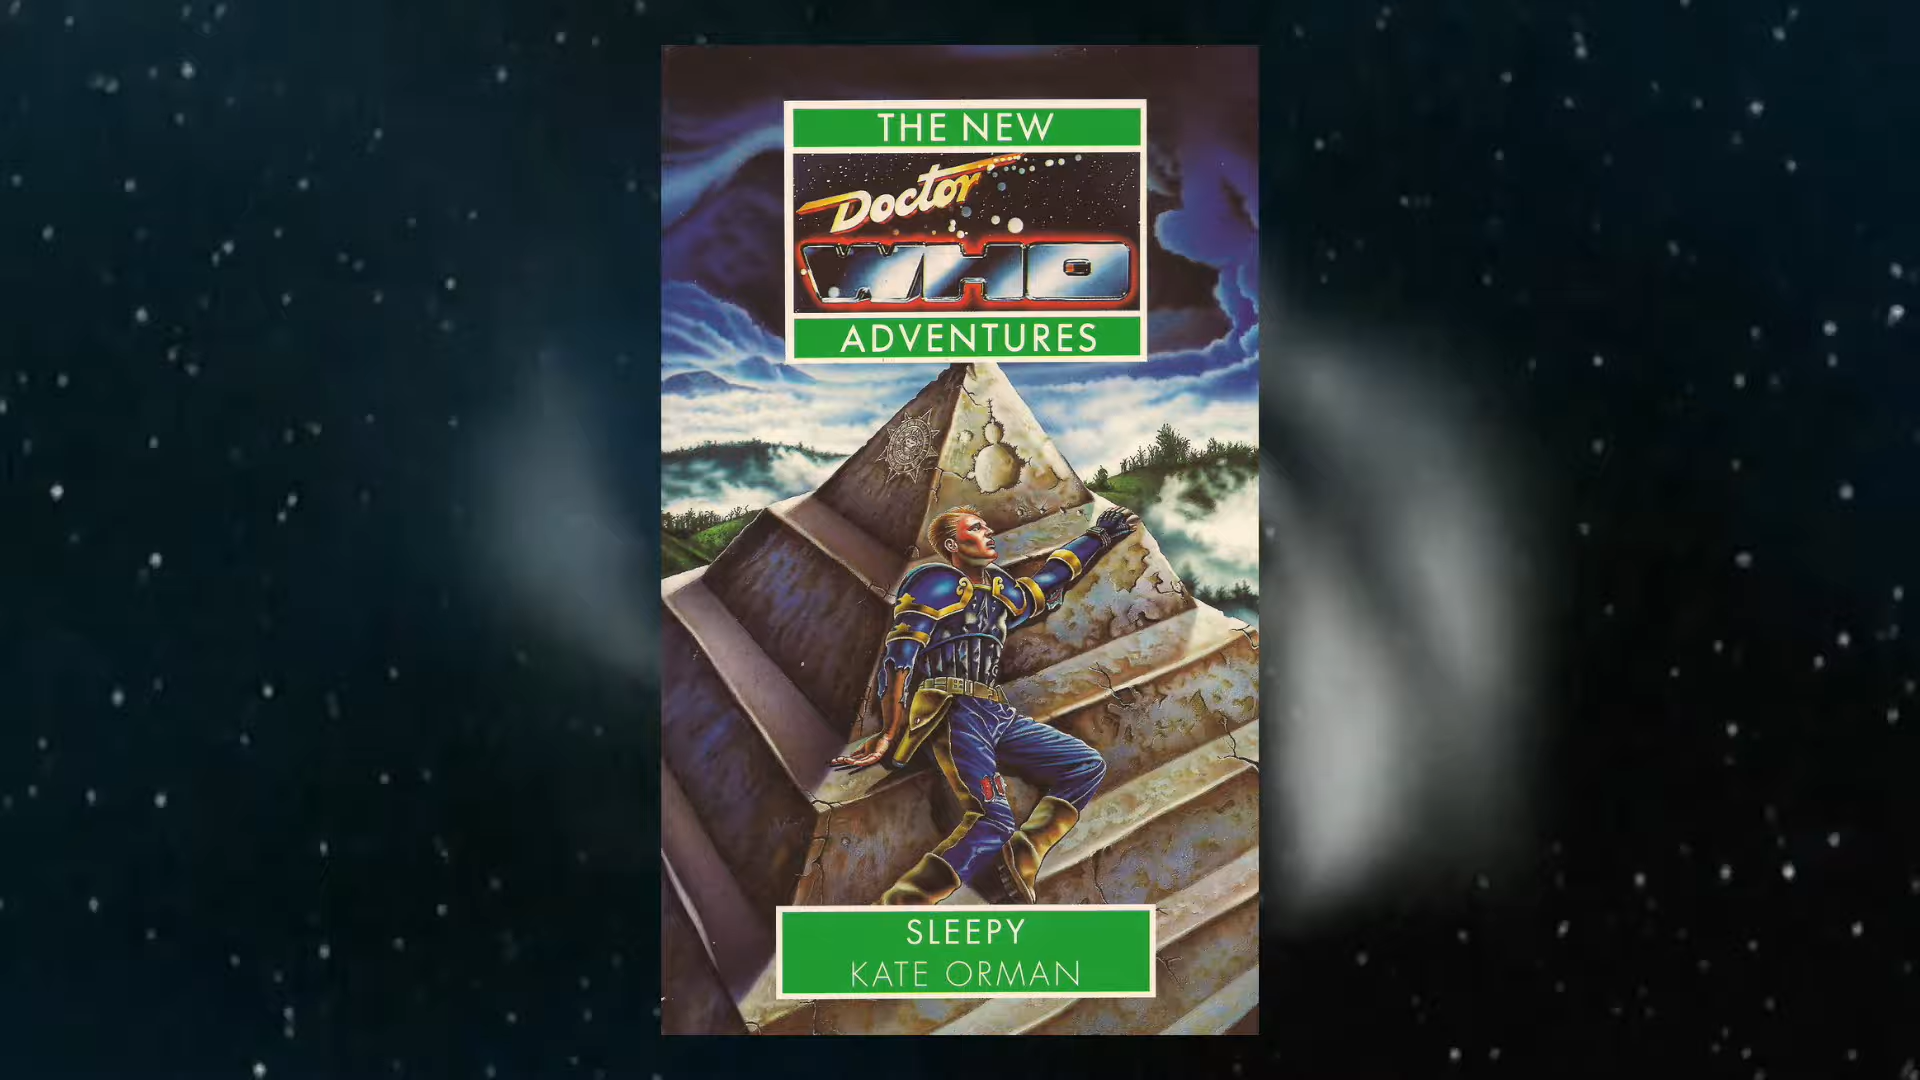 THE NEW
Doctor
WHO
ADVENTURES
SLEEPY
KATE ORMAN